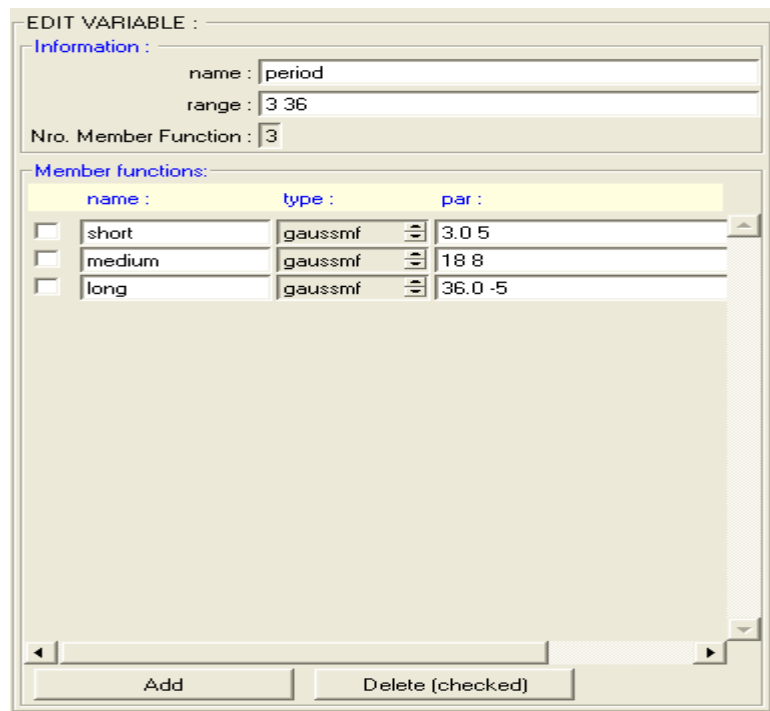 EDIT VARIABLE :
Information :
name : period
range : 3 36
Nro. Member Function : 3
Member functions:
name : type : par :
short gaussmf 3.0 5
medium gaussmf 18 8
long gaussmf 36.0 -5
Add Delete (checked)